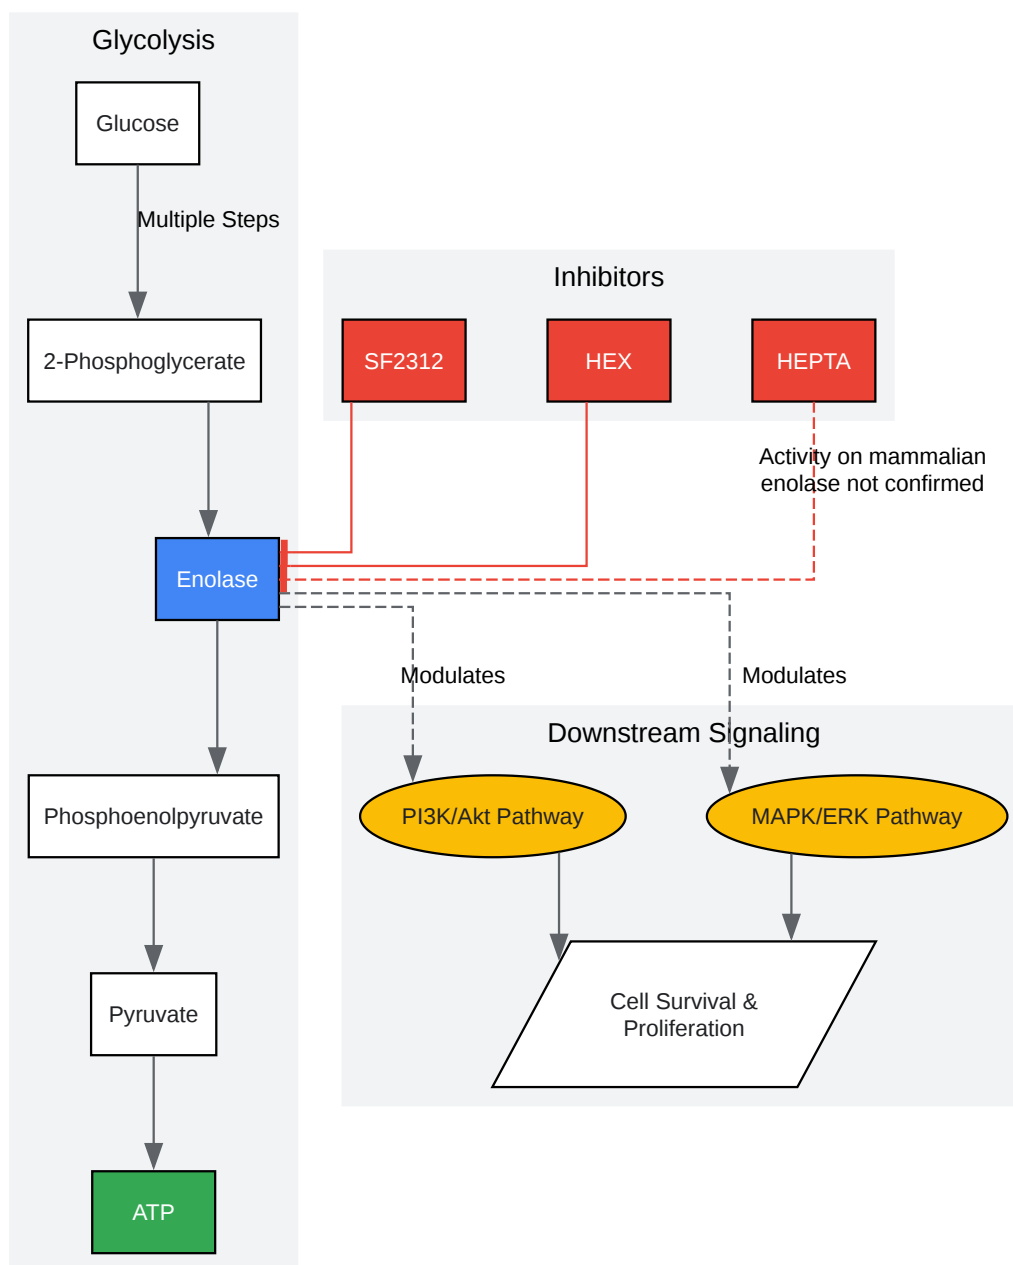 Glycolysis
Glucose
Multiple Steps
Inhibitors
2-Phosphoglycerate
SF2312
HEX
HEPTA
Activity on mammalian
enolase not confirmed
Enolase
Modulates
Modulates
Downstream Signaling
Phosphoenolpyruvate
PI3K/Akt Pathway
MAPK/ERK Pathway
Pyruvate
Cell Survival &
Proliferation
ATP